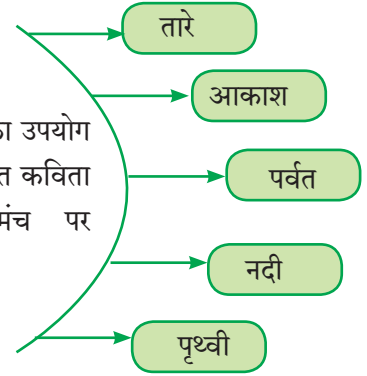 तारे
आकाश
उपयोग
कविता
मंच पर
पर्वत
नदी
पृथ्वी